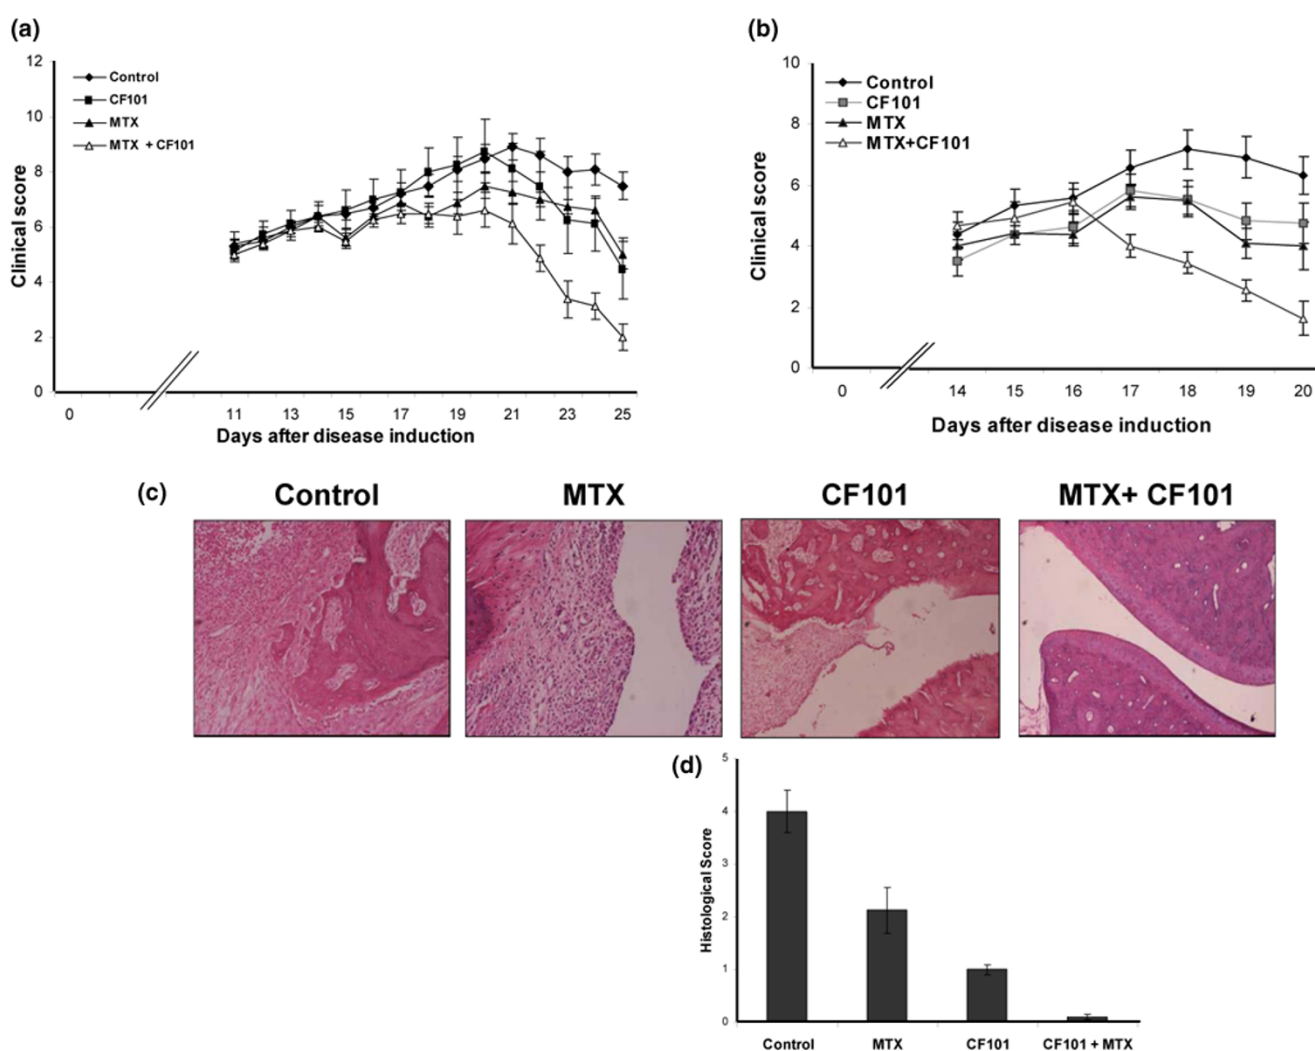 (a)
12
10
8
6
4
2
0
Clinical score
Control
CF101
MTX
MTX + CF101
0 11 13 15 17 19 21 23 25
Days after disease induction
(b)
10
8
6
4
2
0
Clinical score
Control
CF101
MTX
MTX+CF101
0 14 15 16 17 18 19 20
Days after disease induction
(c)
Control MTX CF101 MTX+ CF101
(d)
5
4
3
2
1
0
Histological Score
Control MTX CF101 CF101 + MTX